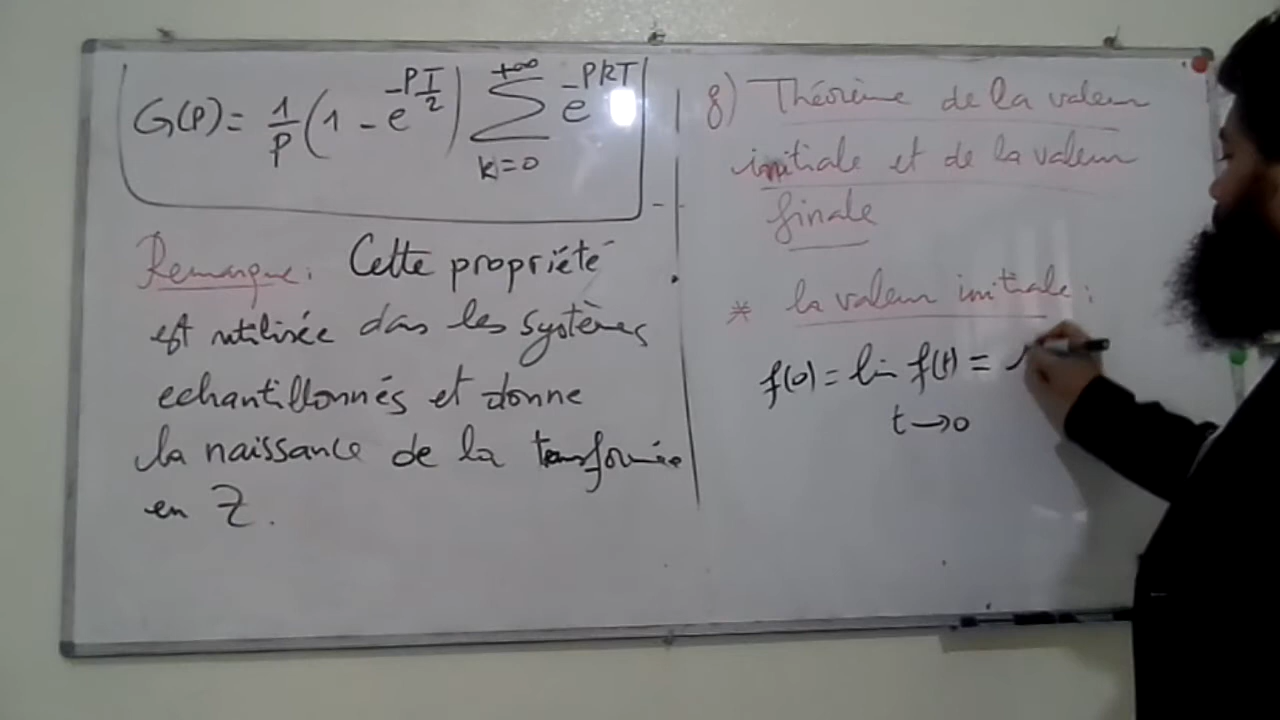 G(P) = 1/P (1 - e^{-P T/2}) \sum_{k=0}^{+∞} e^{-PkT}
Remarque: Cette propriété
est utilisée dans les systèmes
echantillonnés et donne
la naissance de la transformée
en Z.
8) Théorème de la valeur
initiale et de la valeur
finale
* la valeur initiale:
f(0) = lim f(t) =
t → 0